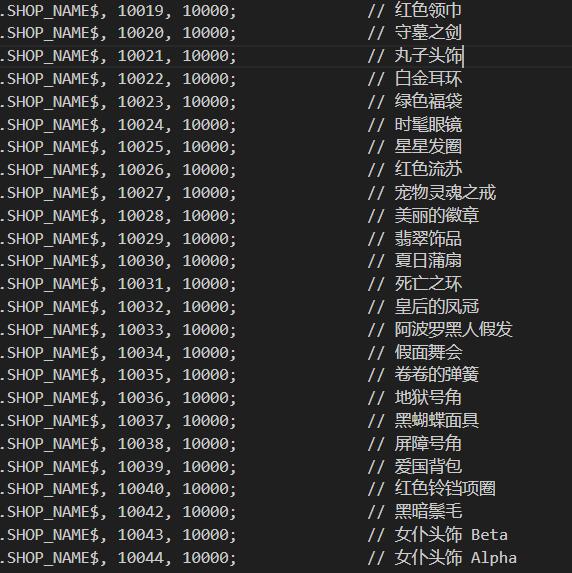 .SHOP_NAME$, 10019, 10000; // 红色领巾
.SHOP_NAME$, 10020, 10000; // 守墓之剑
.SHOP_NAME$, 10021, 10000; // 丸子头饰
.SHOP_NAME$, 10022, 10000; // 白金耳环
.SHOP_NAME$, 10023, 10000; // 绿色福袋
.SHOP_NAME$, 10024, 10000; // 时髦眼镜
.SHOP_NAME$, 10025, 10000; // 星星发圈
.SHOP_NAME$, 10026, 10000; // 红色流苏
.SHOP_NAME$, 10027, 10000; // 宠物灵魂之戒
.SHOP_NAME$, 10028, 10000; // 美丽的徽章
.SHOP_NAME$, 10029, 10000; // 翡翠饰品
.SHOP_NAME$, 10030, 10000; // 夏日蒲扇
.SHOP_NAME$, 10031, 10000; // 死亡之环
.SHOP_NAME$, 10032, 10000; // 皇后的凤冠
.SHOP_NAME$, 10033, 10000; // 阿波罗黑人假发
.SHOP_NAME$, 10034, 10000; // 假面舞会
.SHOP_NAME$, 10035, 10000; // 卷卷的弹簧
.SHOP_NAME$, 10036, 10000; // 地狱号角
.SHOP_NAME$, 10037, 10000; // 黑蝴蝶面具
.SHOP_NAME$, 10038, 10000; // 屏障号角
.SHOP_NAME$, 10039, 10000; // 爱国背包
.SHOP_NAME$, 10040, 10000; // 红色铃铛项圈
.SHOP_NAME$, 10042, 10000; // 黑暗鬃毛
.SHOP_NAME$, 10043, 10000; // 女仆头饰 Beta
.SHOP_NAME$, 10044, 10000; // 女仆头饰 Alpha